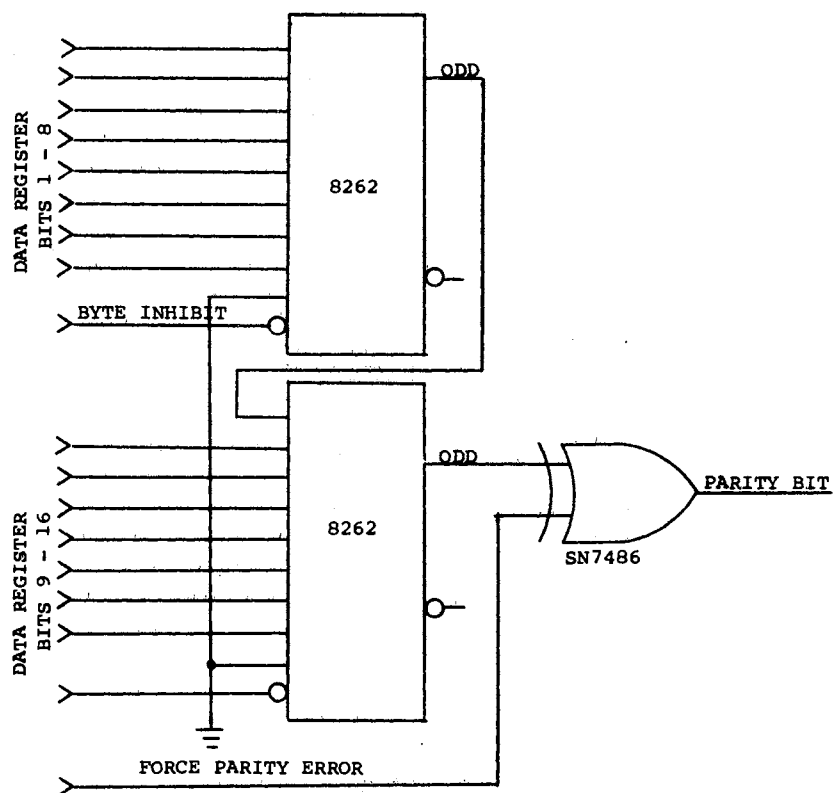 ODD
DATA REGISTER
BITS 1 - 8
8262
BYTE INHIBIT
ODD
PARITY BIT
DATA REGISTER
BITS 9 - 16
8262
SN7486
FORCE PARITY ERROR